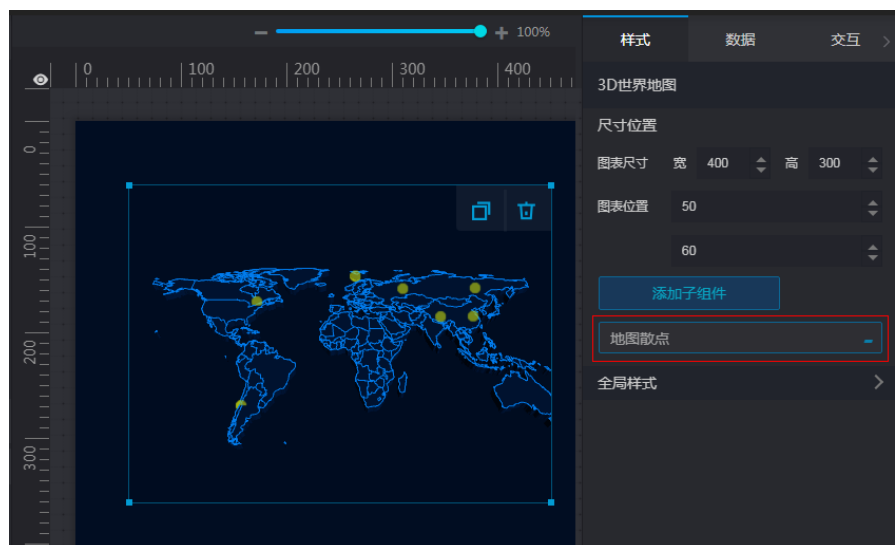 100%
样式 数据 交互
0 100 200 300 400
3D世界地图
尺寸位置
0
图表尺寸 宽 400 高 300
图表位置 50
100
60
添加子组件
地图散点
200
全局样式
300